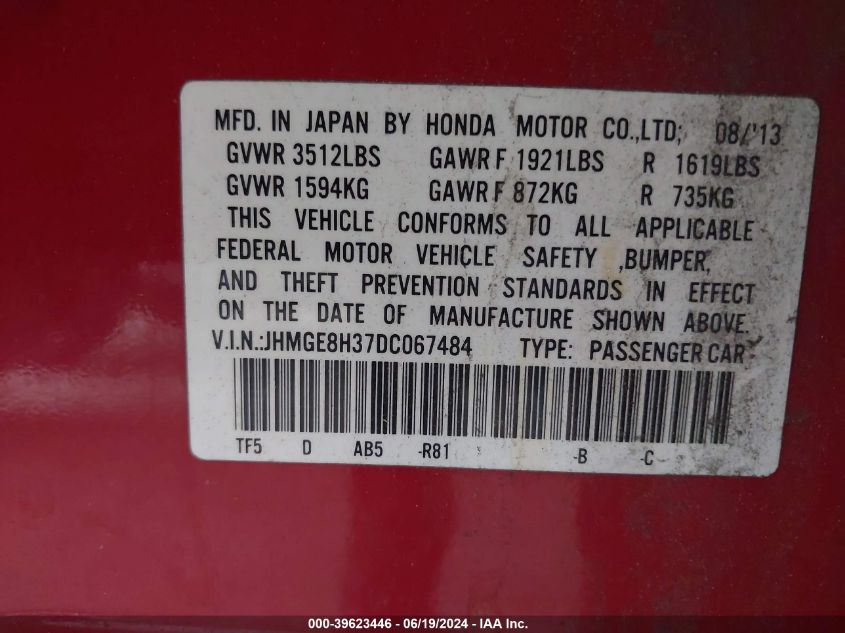 MFD. IN JAPAN BY HONDA MOTOR CO.,LTD; 08/'13
GVWR 3512LBS GAWR F 1921LBS R 1619LBS
GVWR 1594KG GAWR F 872KG R 735KG
THIS VEHICLE CONFORMS TO ALL APPLICABLE
FEDERAL MOTOR VEHICLE SAFETY ,BUMPER,
AND THEFT PREVENTION STANDARDS IN EFFECT
ON THE DATE OF MANUFACTURE SHOWN ABOVE.
V.I.N.:JHMGE8H37DC067484 TYPE: PASSENGER CAR
TF5 D AB5 -R81 -B -C
000-39623446 - 06/19/2024 - IAA Inc.